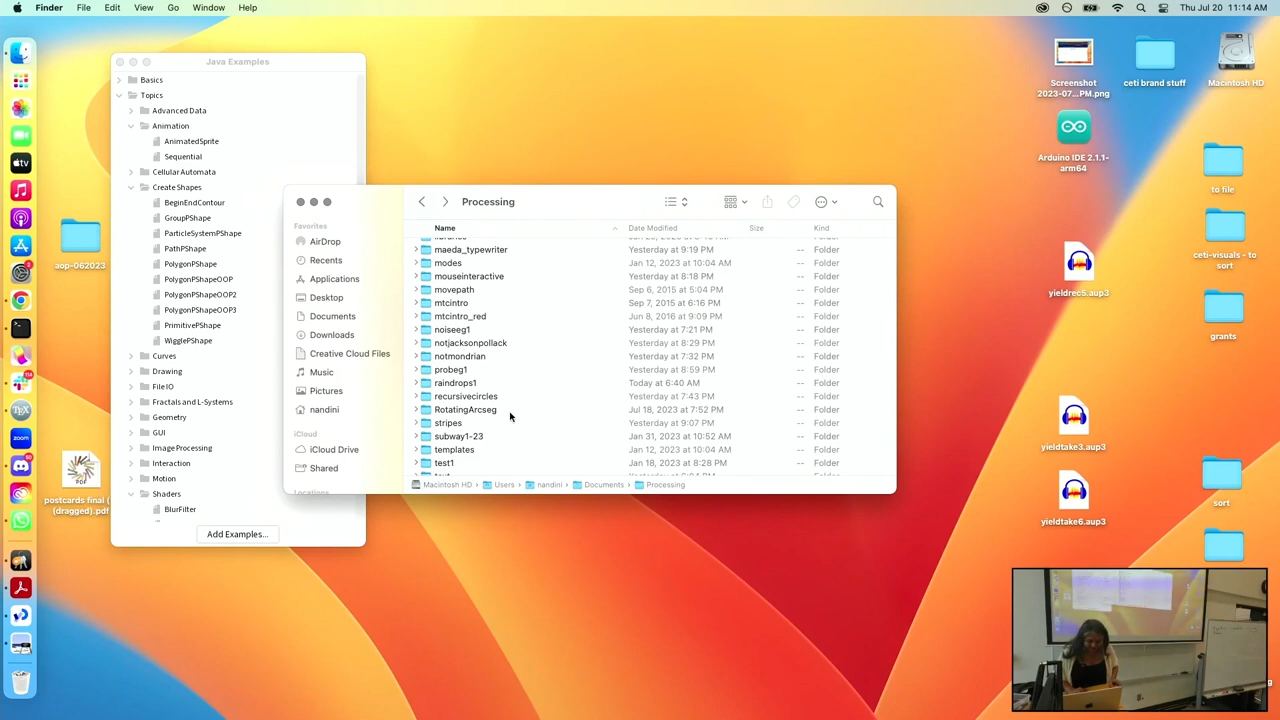 Finder File Edit View Go Window Help Thu Jul 20 11:14 AM
Java Examples
Basics
Topics
Advanced Data
Animation
AnimatedSprite
Sequential
Cellular Automata
Create Shapes
BeginEndContour
GroupPShape
ParticleSystemPShape
PathPShape
PolygonPShape
PolygonPShapeOOP
PolygonPShapeOOP2
PolygonPShapeOOP3
PrimitivePShape
WigglePShape
Curves
Drawing
File IO
Fractals and L-Systems
Geometry
GUI
Image Processing
Interaction
Motion
Shaders
BlurFilter
Add Examples...
Processing
Favorites
AirDrop
Recents
Applications
Desktop
Documents
Downloads
Creative Cloud Files
Music
Pictures
nandini
iCloud
iCloud Drive
Shared
Locations
Name Date Modified Size Kind
maeda_typewriter Yesterday at 9:19 PM -- Folder
modes Jan 12, 2023 at 10:04 AM -- Folder
mouseinteractive Yesterday at 8:18 PM -- Folder
movepath Sep 6, 2015 at 5:04 PM -- Folder
mtcintro Sep 7, 2015 at 6:16 PM -- Folder
mtcintro_red Jun 8, 2016 at 9:09 PM -- Folder
noiseeg1 Yesterday at 7:21 PM -- Folder
notjacksonpollack Yesterday at 8:29 PM -- Folder
notmondrian Yesterday at 7:32 PM -- Folder
probeg1 Yesterday at 8:59 PM -- Folder
raindrops1 Today at 6:40 AM -- Folder
recursivecircles Yesterday at 7:43 PM -- Folder
RotatingArcseg Jul 18, 2023 at 7:52 PM -- Folder
stripes Yesterday at 9:07 PM -- Folder
subway1-23 Jan 31, 2023 at 10:52 AM -- Folder
templates Jan 12, 2023 at 10:04 AM -- Folder
test1 Jan 18, 2023 at 8:28 PM -- Folder
Macintosh HD › Users › nandini › Documents › Processing
aop-062023
postcards final (
(dragged).pdf
PDF
tv
zoom
Screenshot
2023-07...PM.png
ceti brand stuff
Macintosh HD
Arduino IDE 2.1.1-
arm64
to file
ceti-visuals - to
sort
yieldrec5.aup3
grants
yieldtake3.aup3
yieldtake6.aup3
sort